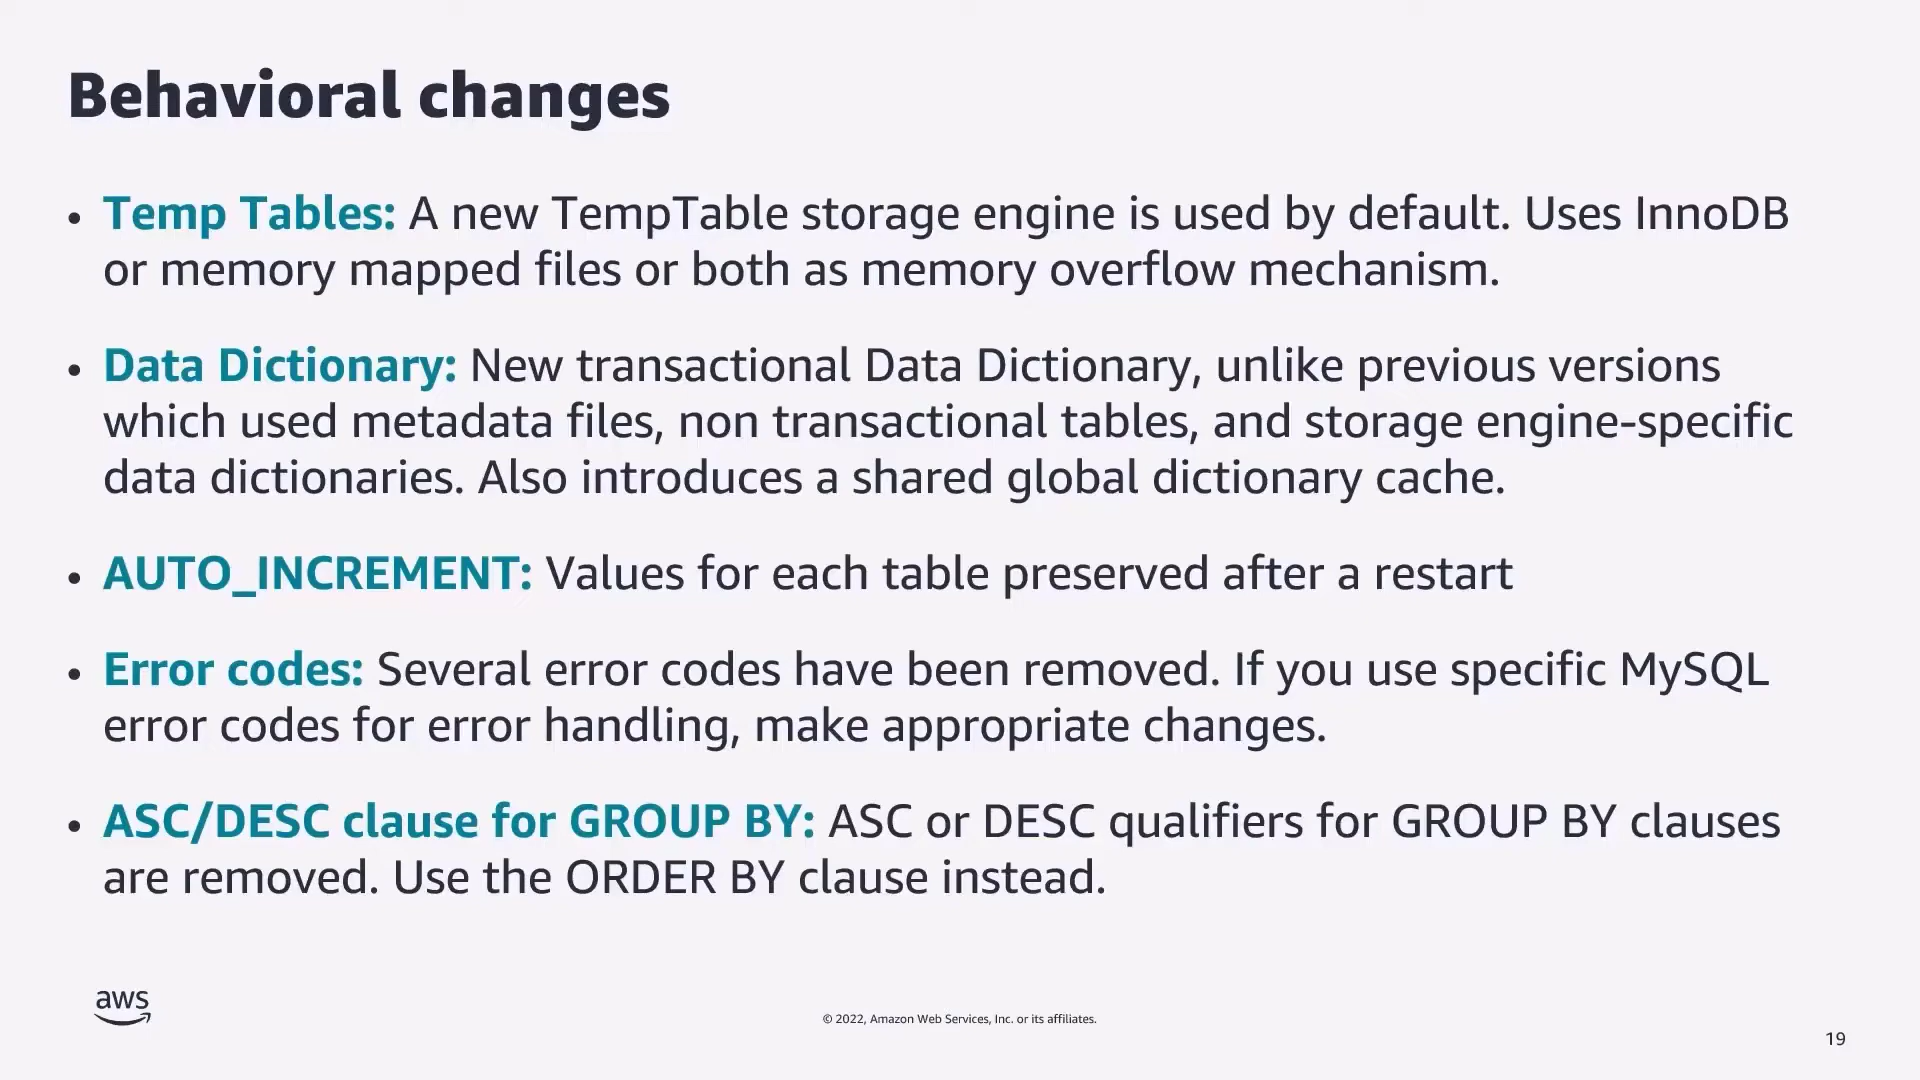 Behavioral changes
• Temp Tables: A new TempTable storage engine is used by default. Uses InnoDB
or memory mapped files or both as memory overflow mechanism.
• Data Dictionary: New transactional Data Dictionary, unlike previous versions
which used metadata files, non transactional tables, and storage engine-specific
data dictionaries. Also introduces a shared global dictionary cache.
• AUTO_INCREMENT: Values for each table preserved after a restart
• Error codes: Several error codes have been removed. If you use specific MySQL
error codes for error handling, make appropriate changes.
• ASC/DESC clause for GROUP BY: ASC or DESC qualifiers for GROUP BY clauses
are removed. Use the ORDER BY clause instead.
aws
© 2022, Amazon Web Services, Inc. or its affiliates.
19